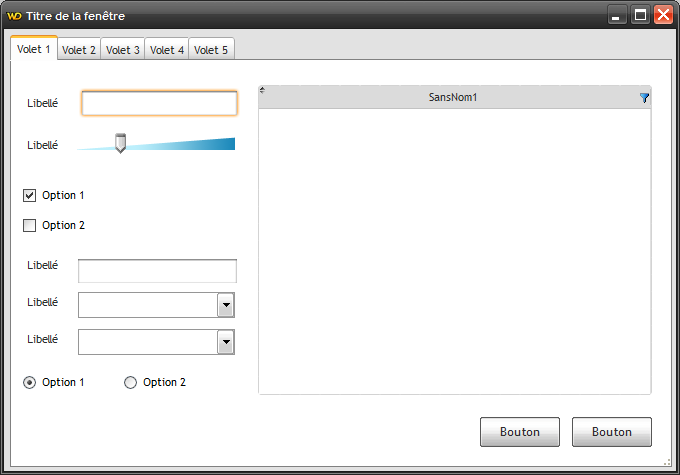 WD Titre de la fenêtre
Volet 1 Volet 2 Volet 3 Volet 4 Volet 5
Libellé
SansNom1
Libellé
Option 1
Option 2
Libellé
Libellé
Libellé
Option 1 Option 2
Bouton Bouton